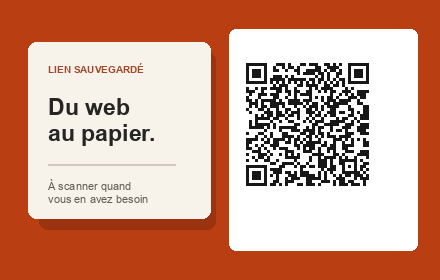 LIEN SAUVEGARDÉ
Du web
au papier.
À scanner quand
vous en avez besoin